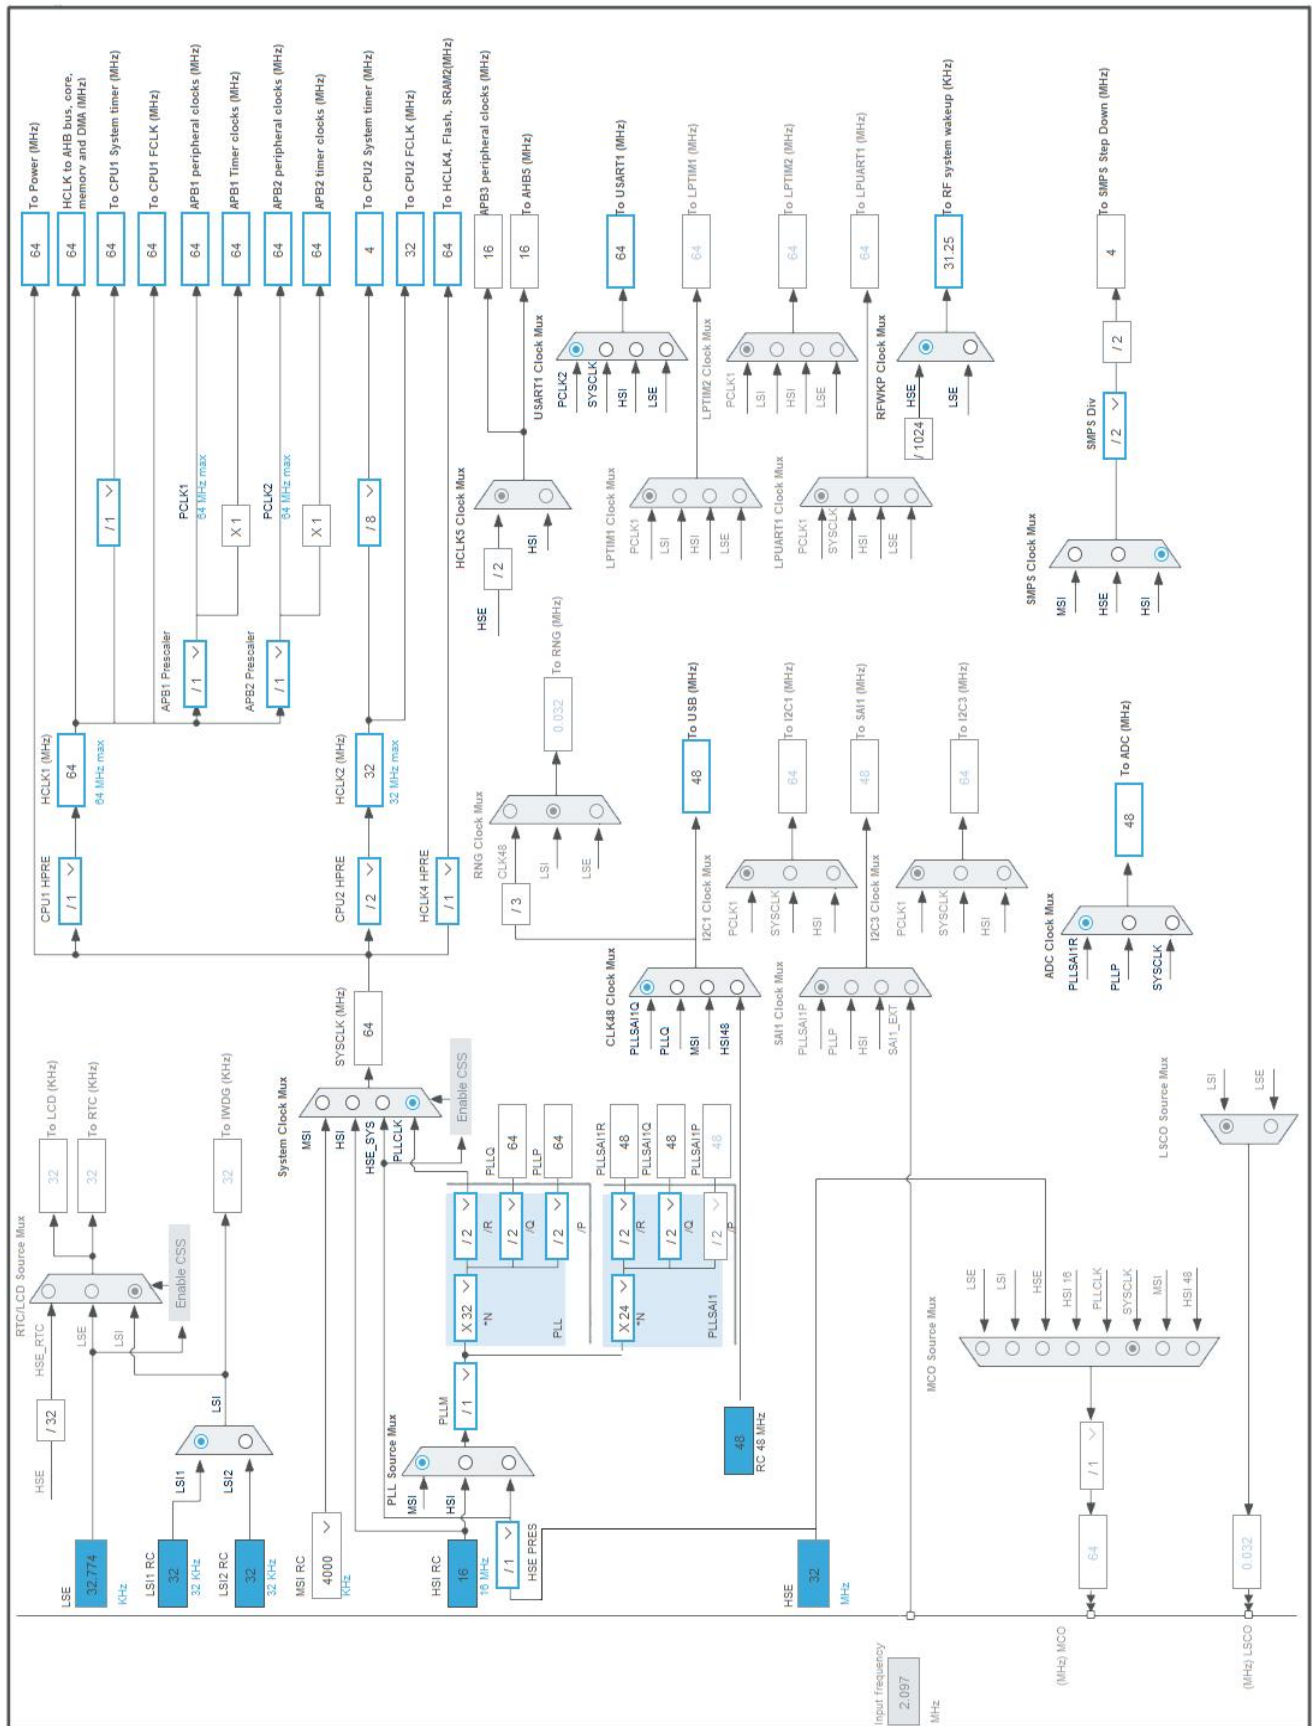 LSE
32.774
KHz
LSI1 RC
32
32 KHz
LSI2 RC
32
32 KHz
HSE
/ 32
HSE_RTC
LSE
LSI
RTC/LCD Source Mux
Enable CSS
32
To LCD (KHz)
32
To RTC (KHz)
LSI1
LSI2
LSI
32
To IWDG (KHz)
MSI RC
4000
KHz
HSI RC
16
16 MHz
/ 1
HSE PRES
HSE
32
MHz
PLL Source Mux
MSI
HSI
PLLM
/ 1
X 32
*N
PLL
/ 2
/R
/ 2
/Q
/ 2
/P
PLLQ
64
PLLP
64
X 24
*N
PLLSAI1
/ 2
/R
/ 2
/Q
/ 2
/P
PLLSAI1R
48
PLLSAI1Q
48
PLLSAI1P
48
48
RC 48 MHz
System Clock Mux
MSI
HSI
HSE_SYS
PLLCLK
Enable CSS
SYSCLK (MHz)
64
CPU1 HPRE
/ 1
HCLK1 (MHz)
64
64 MHz max
CPU2 HPRE
/ 2
HCLK2 (MHz)
32
32 MHz max
HCLK4 HPRE
/ 1
APB1 Prescaler
/ 1
PCLK1
64 MHz max
X 1
APB2 Prescaler
/ 1
PCLK2
64 MHz max
X 1
/ 1
/ 8
64
To Power (MHz)
64
HCLK to AHB bus, core,
memory and DMA (MHz)
64
To CPU1 System timer (MHz)
64
To CPU1 FCLK (MHz)
64
APB1 peripheral clocks (MHz)
64
APB1 Timer clocks (MHz)
64
APB2 peripheral clocks (MHz)
64
APB2 timer clocks (MHz)
4
To CPU2 System timer (MHz)
32
To CPU2 FCLK (MHz)
64
To HCLK4, Flash, SRAM2(MHz)
16
APB3 peripheral clocks (MHz)
16
To AHB5 (MHz)
HCLK5 Clock Mux
HSE
/ 2
HSI
RNG Clock Mux
/ 3
CLK48
LSI
LSE
0.032
To RNG (MHz)
USART1 Clock Mux
PCLK2
SYSCLK
HSI
LSE
64
To USART1 (MHz)
CLK48 Clock Mux
PLLSAI1Q
PLLQ
MSI
HSI48
48
To USB (MHz)
LPTIM1 Clock Mux
PCLK1
LSI
HSI
LSE
64
To LPTIM1 (MHz)
I2C1 Clock Mux
PCLK1
SYSCLK
HSI
64
To I2C1 (MHz)
LPTIM2 Clock Mux
PCLK1
LSI
HSI
LSE
64
To LPTIM2 (MHz)
SAI1 Clock Mux
PLLSAI1P
PLLP
HSI
SAI1_EXT
48
To SAI1 (MHz)
LPUART1 Clock Mux
PCLK1
SYSCLK
HSI
LSE
64
To LPUART1 (MHz)
I2C3 Clock Mux
PCLK1
SYSCLK
HSI
64
To I2C3 (MHz)
RFWKP Clock Mux
/ 1024
HSE
LSE
31.25
To RF system wakeup (KHz)
ADC Clock Mux
PLLSAI1R
PLLP
SYSCLK
48
To ADC (MHz)
SMPS Clock Mux
MSI
HSE
HSI
SMPS Div
/ 2
/ 2
4
To SMPS Step Down (MHz)
Input frequency
2.097
MHz
MCO Source Mux
LSE
LSI
HSE
HSI 16
PLLCLK
SYSCLK
MSI
HSI 48
/ 1
64
(MHz) MCO
LSCO Source Mux
LSI
LSE
0.032
(MHz) LSCO